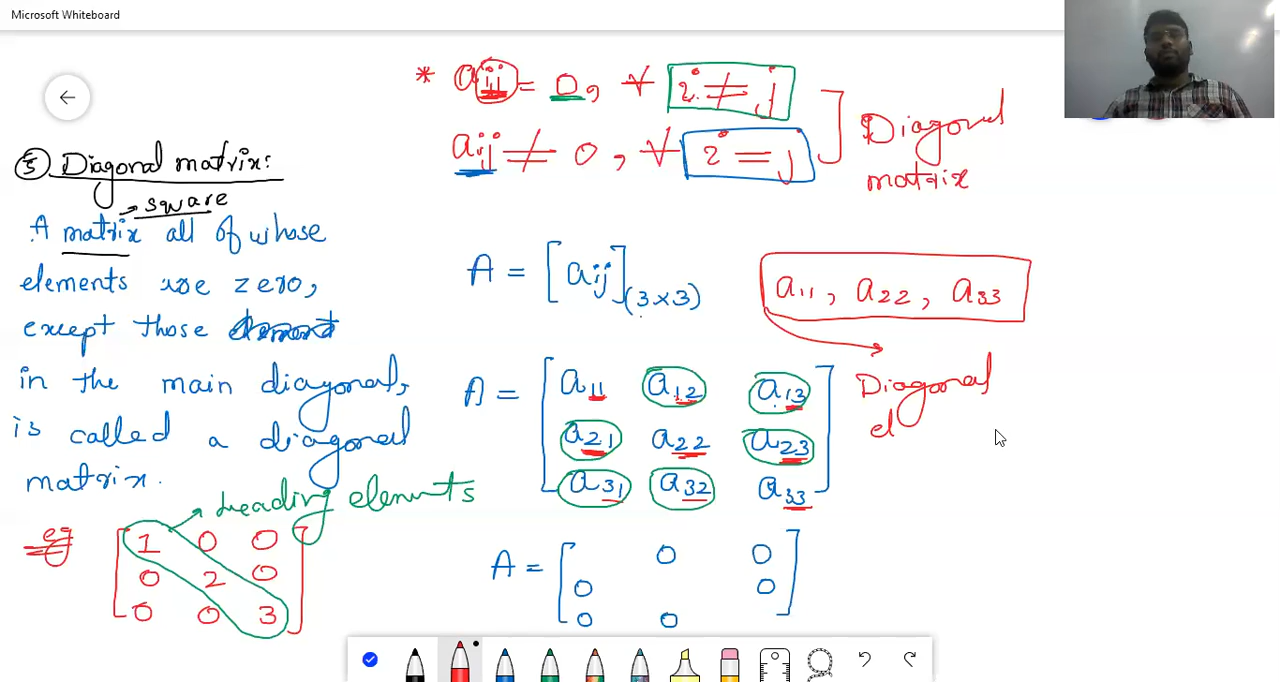 Microsoft Whiteboard
* aij = 0, ∀ i ≠ j
aij ≠ 0, ∀ i = j
Diagonal
matrix
⑤ Diagonal matrix:
→ square
A matrix all of whose
elements are zero,
except those
in the main diagonal,
is called a diagonal
matrix.
→ Leading elements
eg
1 0 0
0 2 0
0 0 3
A = [aij](3×3)
a11, a22, a33
Diagonal
el
A = [a11 a12 a13
a21 a22 a23
a31 a32 a33]
A = [ 0 0
0 0
0 0 ]